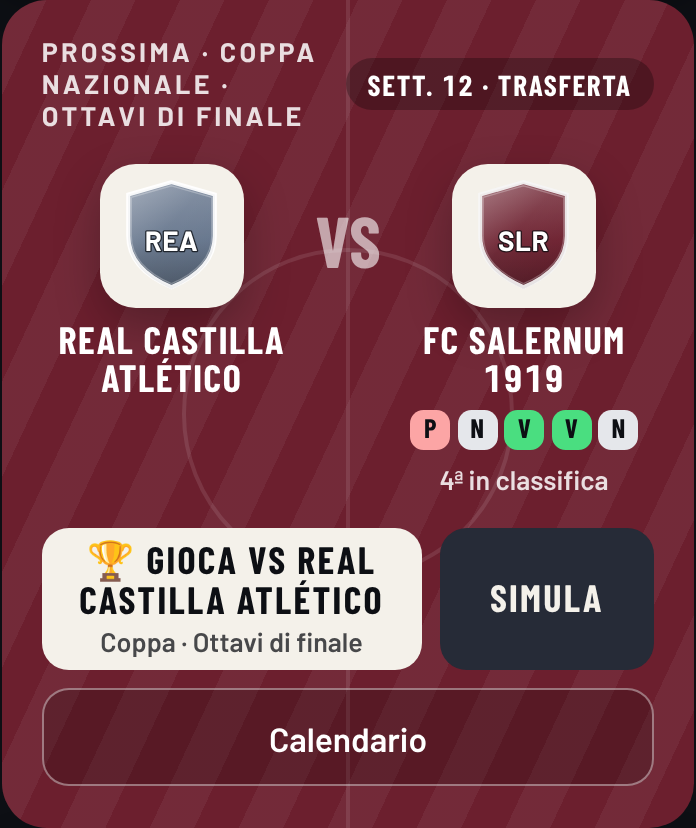 PROSSIMA · COPPA
NAZIONALE ·
OTTAVI DI FINALE
SETT. 12 · TRASFERTA
REA
VS
SLR
REAL CASTILLA
ATLÉTICO
FC SALERNUM
1919
P N V V N
4ª in classifica
🏆 GIOCA VS REAL
CASTILLA ATLÉTICO
Coppa · Ottavi di finale
SIMULA
Calendario